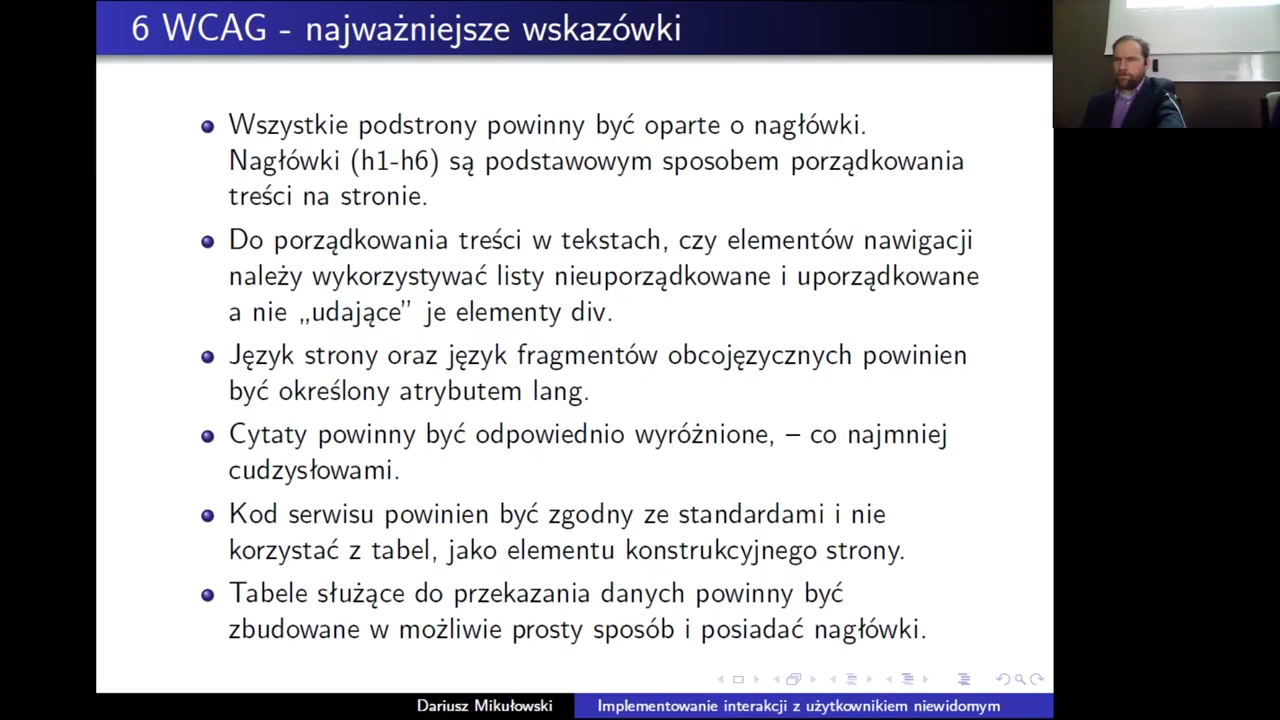 6 WCAG - najważniejsze wskazówki
Wszystkie podstrony powinny być oparte o nagłówki.
Nagłówki (h1-h6) są podstawowym sposobem porządkowania
treści na stronie.
Do porządkowania treści w tekstach, czy elementów nawigacji
należy wykorzystywać listy nieuporządkowane i uporządkowane
a nie „udające” je elementy div.
Język strony oraz język fragmentów obcojęzycznych powinien
być określony atrybutem lang.
Cytaty powinny być odpowiednio wyróżnione, – co najmniej
cudzysłowami.
Kod serwisu powinien być zgodny ze standardami i nie
korzystać z tabel, jako elementu konstrukcyjnego strony.
Tabele służące do przekazania danych powinny być
zbudowane w możliwie prosty sposób i posiadać nagłówki.
Dariusz Mikułowski
Implementowanie interakcji z użytkownikiem niewidomym